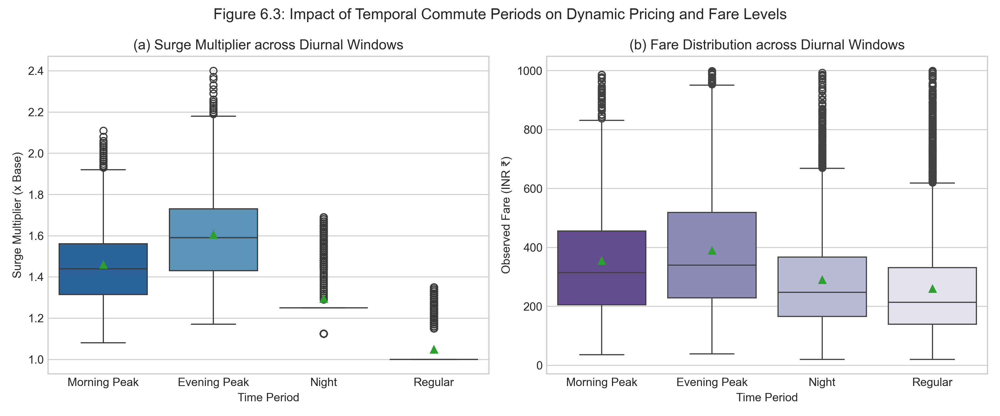 Figure 6.3: Impact of Temporal Commute Periods on Dynamic Pricing and Fare Levels
(a) Surge Multiplier across Diurnal Windows
Surge Multiplier (x Base)
2.4
2.2
2.0
1.8
1.6
1.4
1.2
1.0
Morning Peak
Evening Peak
Night
Regular
Time Period
(b) Fare Distribution across Diurnal Windows
Observed Fare (INR ₹)
1000
800
600
400
200
0
Morning Peak
Evening Peak
Night
Regular
Time Period